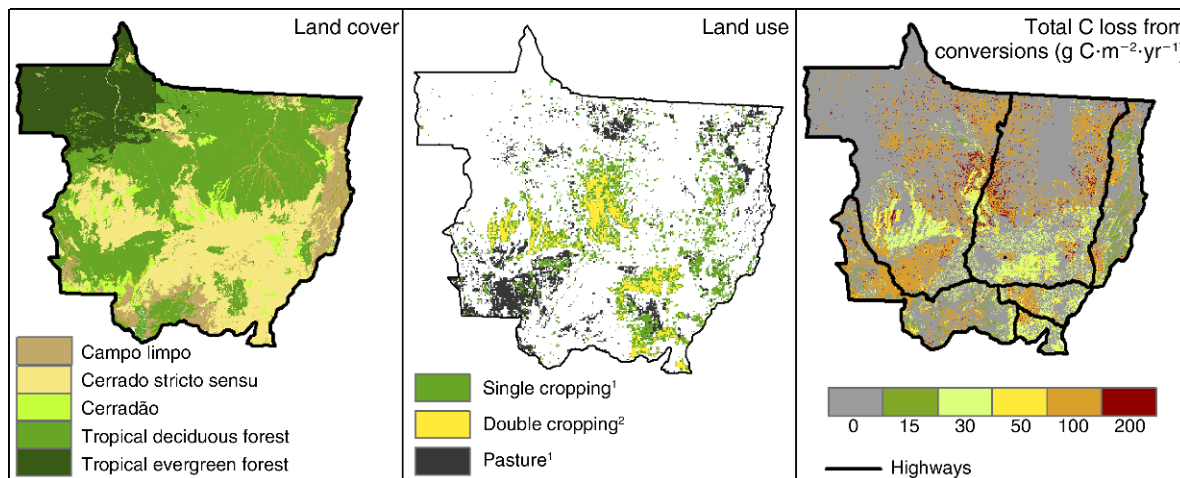 Land cover
Campo limpo
Cerrado stricto sensu
Cerradão
Tropical deciduous forest
Tropical evergreen forest
Land use
Single cropping¹
Double cropping²
Pasture¹
Total C loss from
conversions (g C·m⁻²·yr⁻¹)
0 15 30 50 100 200
Highways